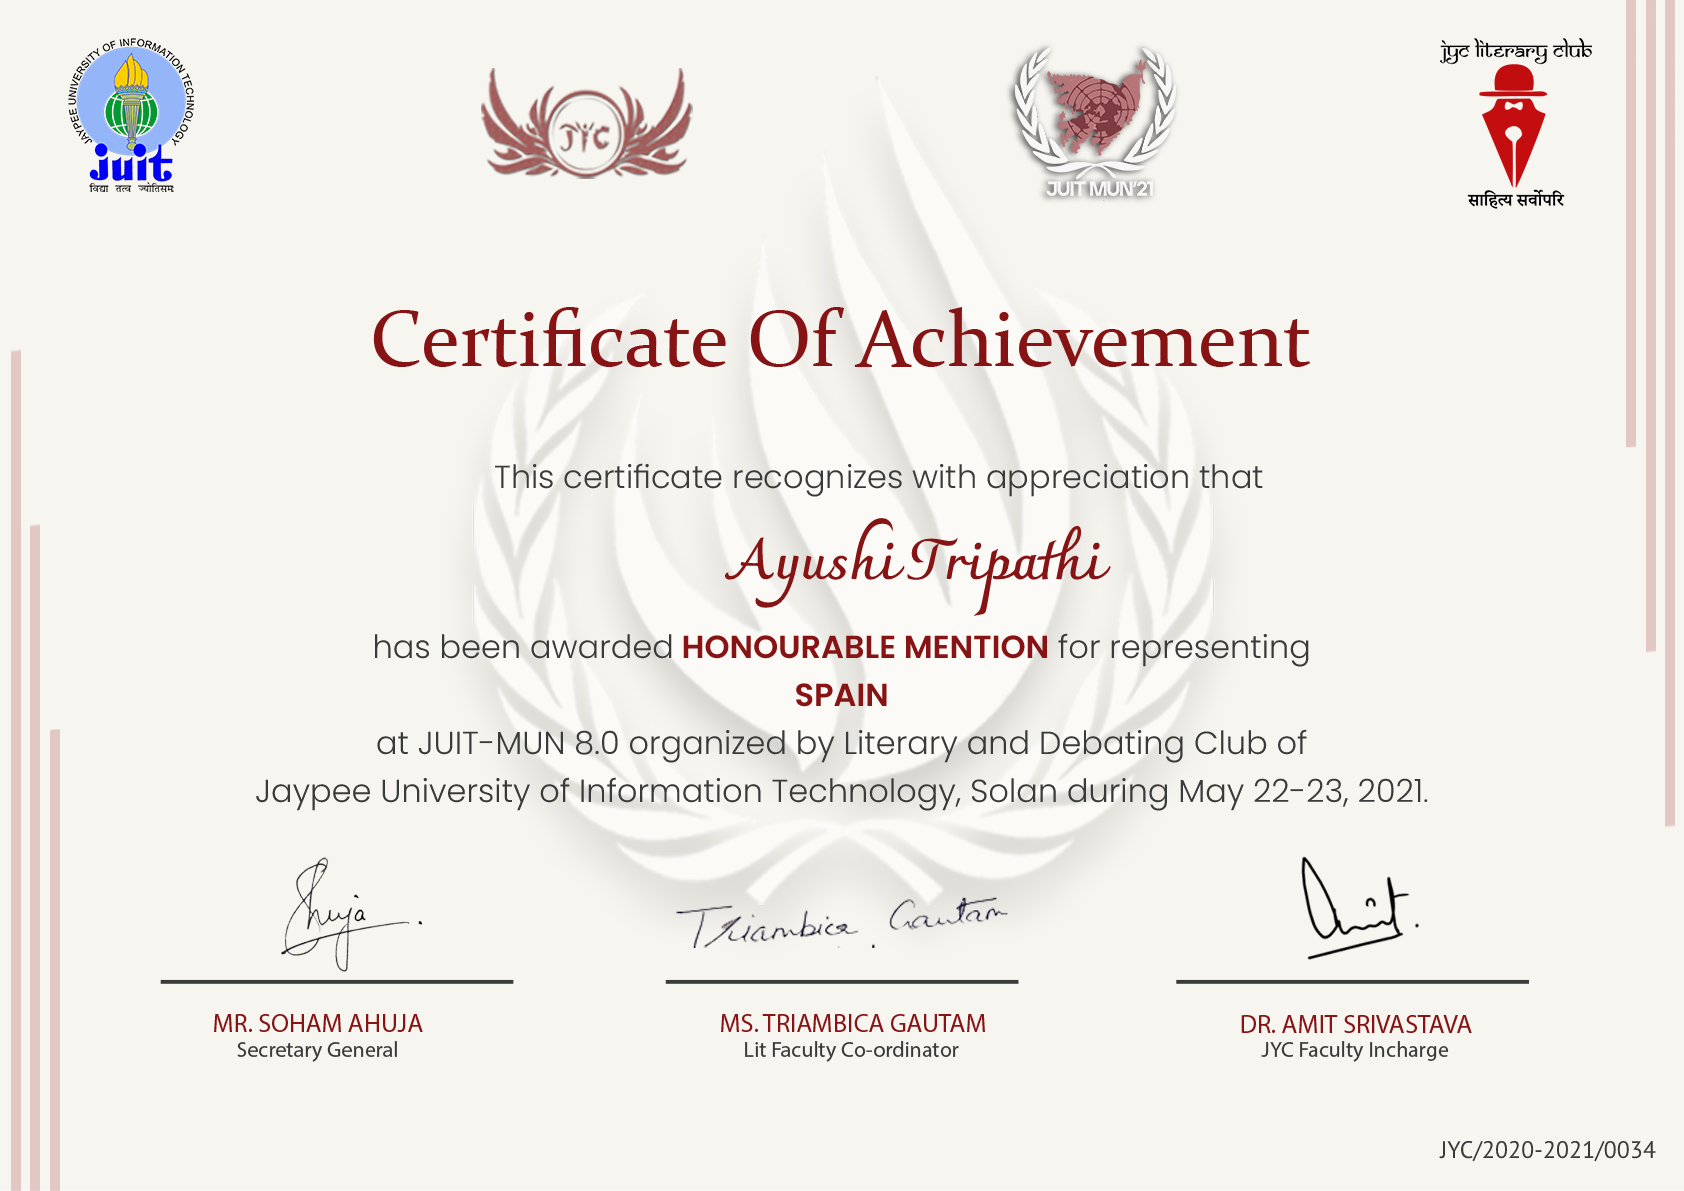 JAYPEE UNIVERSITY OF INFORMATION TECHNOLOGY
juit
विद्या तत्व ज्योतिसमः
JYC
JUIT MUN'21
jyc literary club
साहित्य सर्वोपरि
Certificate Of Achievement
This certificate recognizes with appreciation that
Ayushi Tripathi
has been awarded HONOURABLE MENTION for representing
SPAIN
at JUIT-MUN 8.0 organized by Literary and Debating Club of
Jaypee University of Information Technology, Solan during May 22-23, 2021.
Ahuja
Triambica Gautam
Amit
MR. SOHAM AHUJA
Secretary General
MS. TRIAMBICA GAUTAM
Lit Faculty Co-ordinator
DR. AMIT SRIVASTAVA
JYC Faculty Incharge
JYC/2020-2021/0034